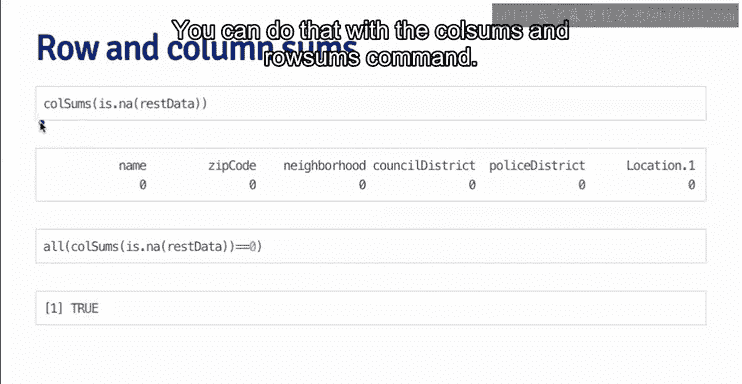 You can do that with the colsums and
rowsums command.
Row and column sums
colSums(is.na(restData))
name zipCode neighborhood councilDistrict policeDistrict Location.1
0 0 0 0 0 0
all(colSums(is.na(restData))==0)
[1] TRUE